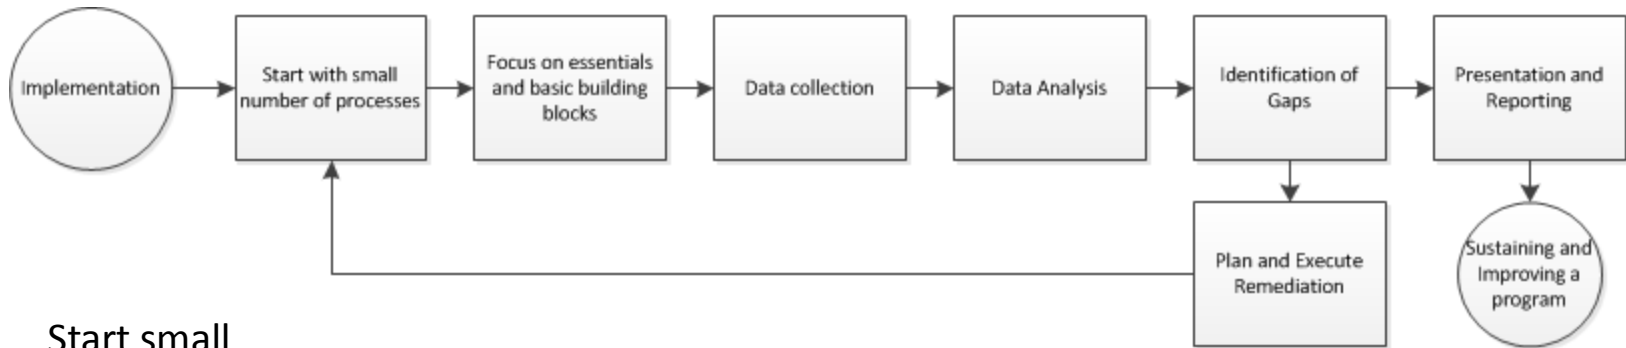 Implementation
Start with small
number of processes
Focus on essentials
and basic building
blocks
Data collection
Data Analysis
Identification of
Gaps
Presentation and
Reporting
Plan and Execute
Remediation
Sustaining and
Improving a
program
Start small